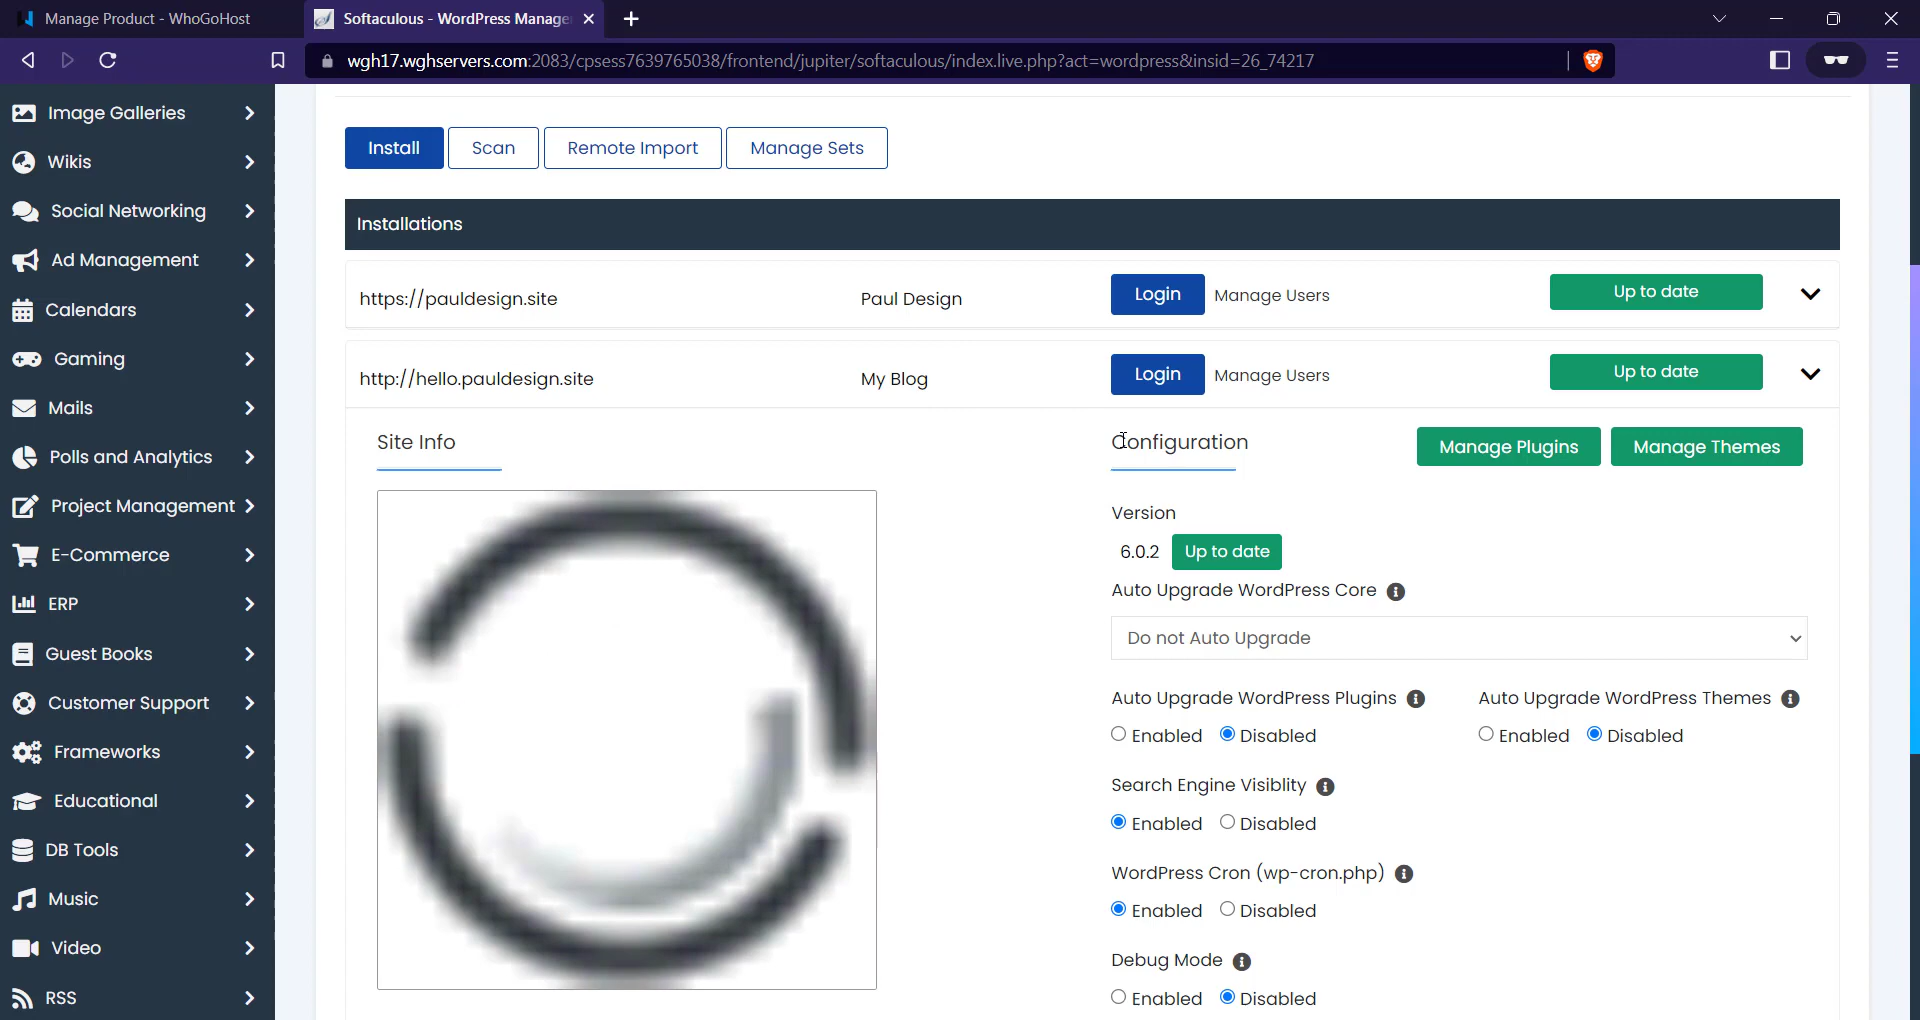 Manage Product - WhoGoHost
Softaculous - WordPress Manage
wgh17.wghservers.com:2083/cpsess7639765038/frontend/jupiter/softaculous/index.live.php?act=wordpress&insid=26_74217
Image Galleries
Wikis
Social Networking
Ad Management
Calendars
Gaming
Mails
Polls and Analytics
Project Management
E-Commerce
ERP
Guest Books
Customer Support
Frameworks
Educational
DB Tools
Music
Video
RSS
Install Scan Remote Import Manage Sets
Installations
https://pauldesign.site Paul Design Login Manage Users Up to date
http://hello.pauldesign.site My Blog Login Manage Users Up to date
Site Info
Configuration Manage Plugins Manage Themes
Version
6.0.2 Up to date
Auto Upgrade WordPress Core
Do not Auto Upgrade
Auto Upgrade WordPress Plugins Auto Upgrade WordPress Themes
Enabled Disabled Enabled Disabled
Search Engine Visiblity
Enabled Disabled
WordPress Cron (wp-cron.php)
Enabled Disabled
Debug Mode
Enabled Disabled